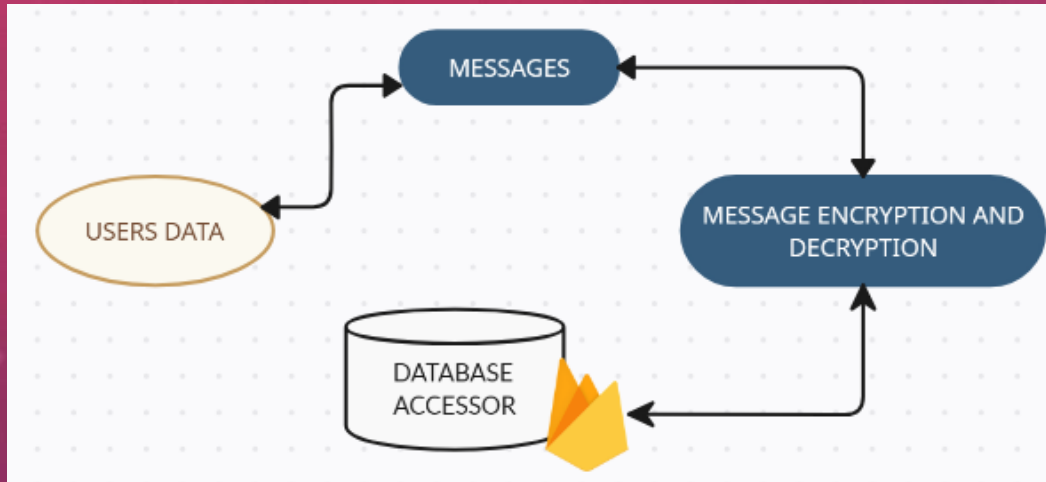 MESSAGES
USERS DATA
MESSAGE ENCRYPTION AND
DECRYPTION
DATABASE
ACCESSOR